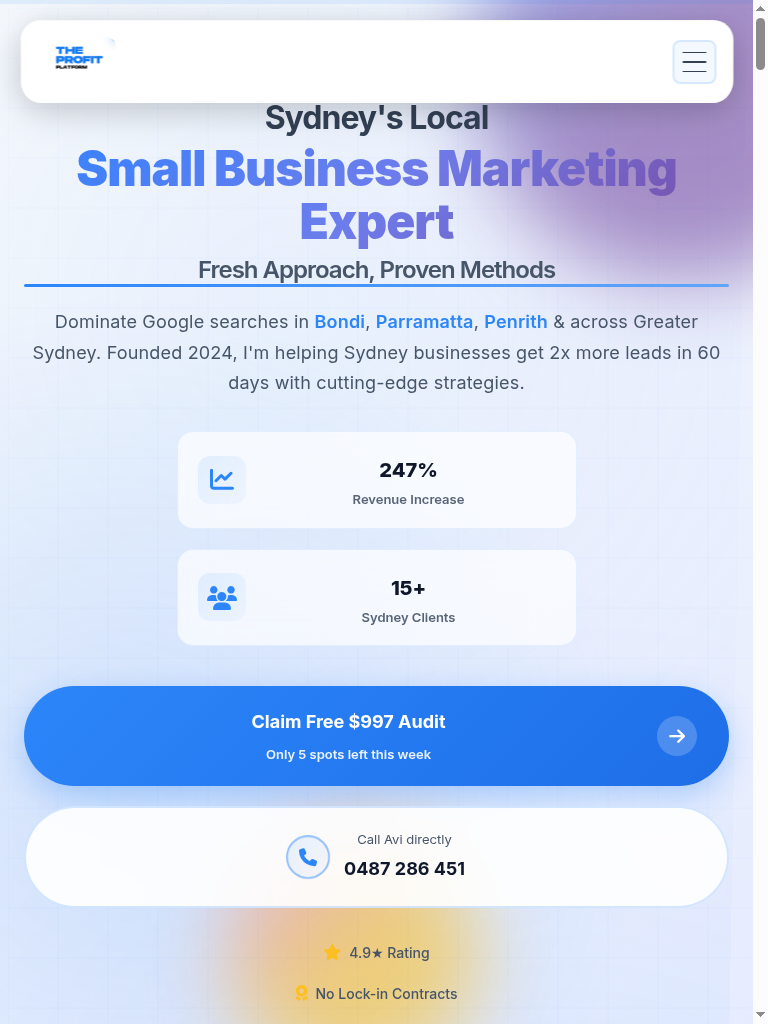 THE
PROFIT
PLATFORM
Sydney's Local
Small Business Marketing
Expert
Fresh Approach, Proven Methods
Dominate Google searches in Bondi, Parramatta, Penrith & across Greater
Sydney. Founded 2024, I'm helping Sydney businesses get 2x more leads in 60
days with cutting-edge strategies.
247%
Revenue Increase
15+
Sydney Clients
Claim Free $997 Audit
Only 5 spots left this week
Call Avi directly
0487 286 451
4.9★ Rating
No Lock-in Contracts